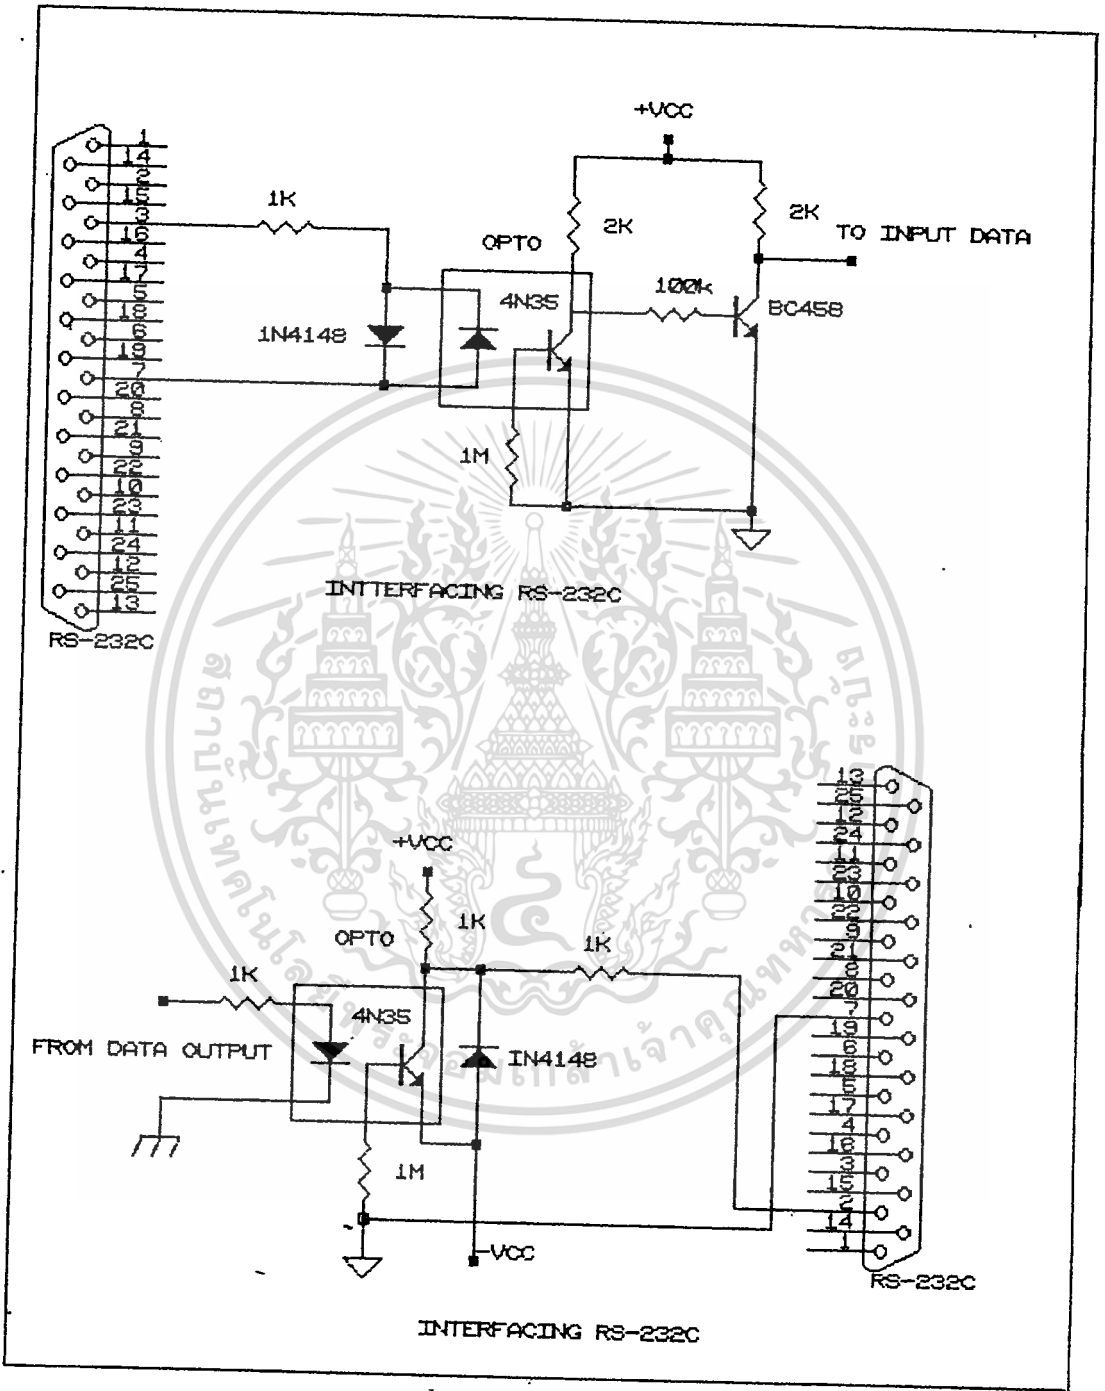 +VCC
1
14
2
15
3
16
4
17
5
18
6
19
7
20
8
21
9
22
10
23
11
24
12
25
13
RS-232C
1K
1N4148
OPTO
4N35
1M
2K
100k
2K
BC458
TO INPUT DATA
INTTERFACING RS-232C
+VCC
1K
OPTO
1K
4N35
FROM DATA OUTPUT
1M
IN4148
-VCC
1K
13
25
12
24
11
23
10
22
9
21
8
20
7
19
6
18
5
17
4
16
3
15
2
14
1
RS-232C
INTERFACING RS-232C